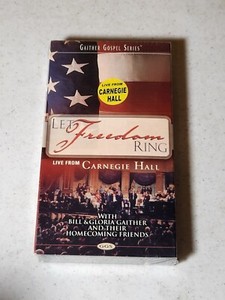 GAITHER GOSPEL SERIES
LIVE FROM
CARNEGIE
HALL
LET
Freedom
RING
LIVE FROM CARNEGIE HALL
WITH
BILL & GLORIA GAITHER
AND THEIR
HOMECOMING FRIENDS
GGS